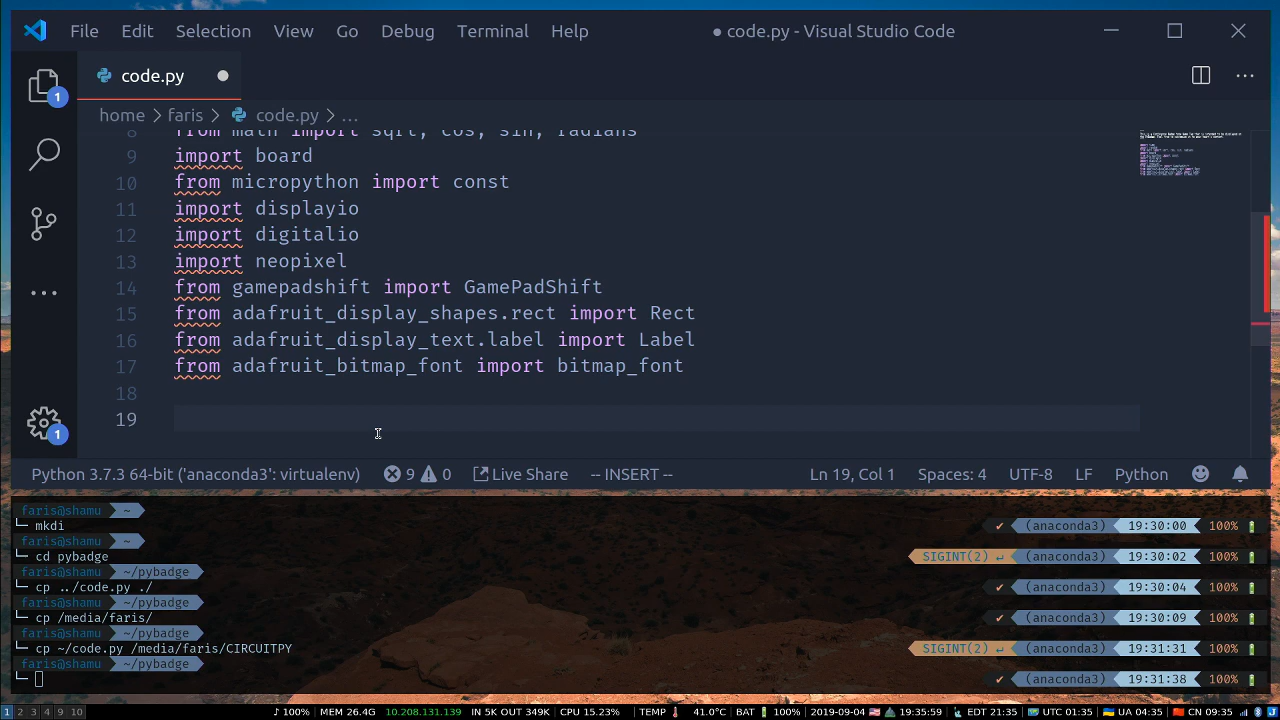 File Edit Selection View Go Debug Terminal Help ● code.py - Visual Studio Code
code.py
1
home > faris > code.py > ...
8 from math import sqrt, cos, sin, radians
9 import board
10 from micropython import const
11 import displayio
12 import digitalio
13 import neopixel
14 from gamepadshift import GamePadShift
15 from adafruit_display_shapes.rect import Rect
16 from adafruit_display_text.label import Label
17 from adafruit_bitmap_font import bitmap_font
18
19
1
Python 3.7.3 64-bit ('anaconda3': virtualenv) 9 0 Live Share -- INSERT -- Ln 19, Col 1 Spaces: 4 UTF-8 LF Python
faris@shamu ~
mkdi ✔ (anaconda3) 19:30:00 100%
faris@shamu ~
cd pybadge SIGINT(2) ↵ (anaconda3) 19:30:02 100%
faris@shamu ~/pybadge
cp ../code.py ./ ✔ (anaconda3) 19:30:04 100%
faris@shamu ~/pybadge
cp /media/faris/ ✔ (anaconda3) 19:30:09 100%
faris@shamu ~/pybadge
cp ~/code.py /media/faris/CIRCUITPY SIGINT(2) ↵ (anaconda3) 19:31:31 100%
faris@shamu ~/pybadge
✔ (anaconda3) 19:31:38 100%
1 2 3 4 9 10 ♪ 100% MEM 26.4G 10.208.131.139 IN 5K OUT 349K CPU 15.23% TEMP 41.0°C BAT 100% 2019-09-04 19:35:59 EDT 21:35 UTC 01:35 UA 04:35 CN 09:35